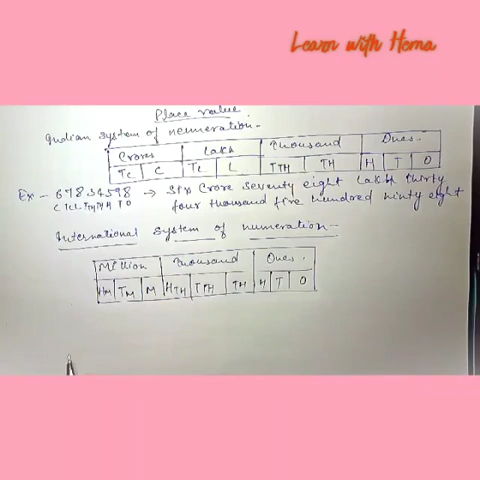 Learn with Hema
Place value
Indian system of neumeration.
Crores Lakh Thousand Ones
TC C TL L TTH TH H T O
Ex- 67834598 → Six Crore Seventy eight Lakh thirty
C TL L TTH TH H T O
four thousand five hundred ninty eight
International system of numeration
Million Thousand Ones.
HM TM M HTH TTH TH H T O